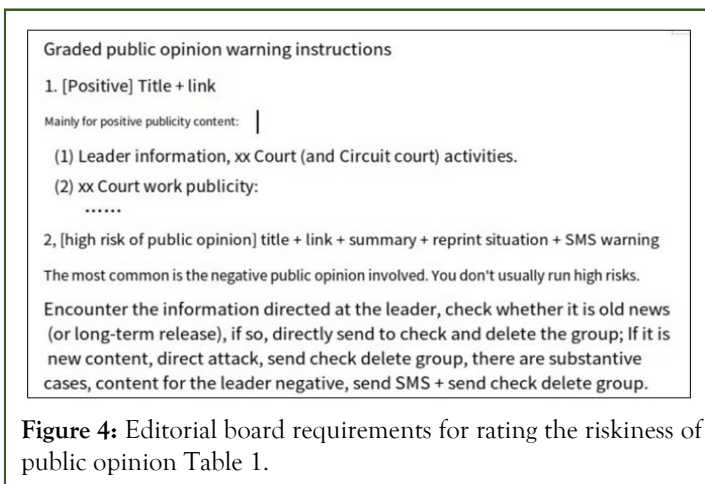 Graded public opinion warning instructions
1. [Positive] Title + link
Mainly for positive publicity content:
(1) Leader information, xx Court (and Circuit court) activities.
(2) xx Court work publicity:
......
2, [high risk of public opinion] title + link + summary + reprint situation + SMS warning
The most common is the negative public opinion involved. You don't usually run high risks.
Encounter the information directed at the leader, check whether it is old news
(or long-term release), if so, directly send to check and delete the group; If it is
new content, direct attack, send check delete group, there are substantive
cases, content for the leader negative, send SMS + send check delete group.
Figure 4: Editorial board requirements for rating the riskiness of
public opinion Table 1.